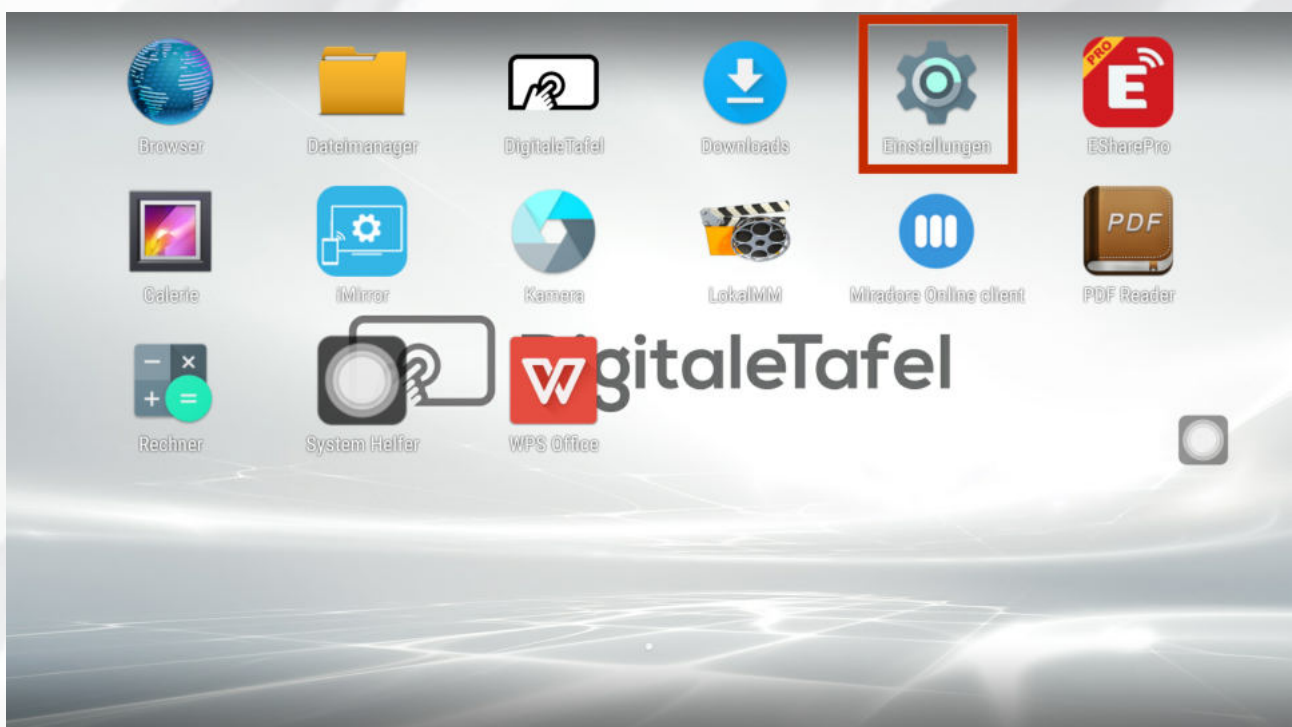 PRO
E
Browser
Dateimanager
DigitaleTafel
Downloads
Einstellungen
ESharePro
PDF
Galerie
iMirror
Kamera
LokalMM
Miradore Online client
PDF Reader
gitaleTafel
Rechner
System Helfer
WPS Office